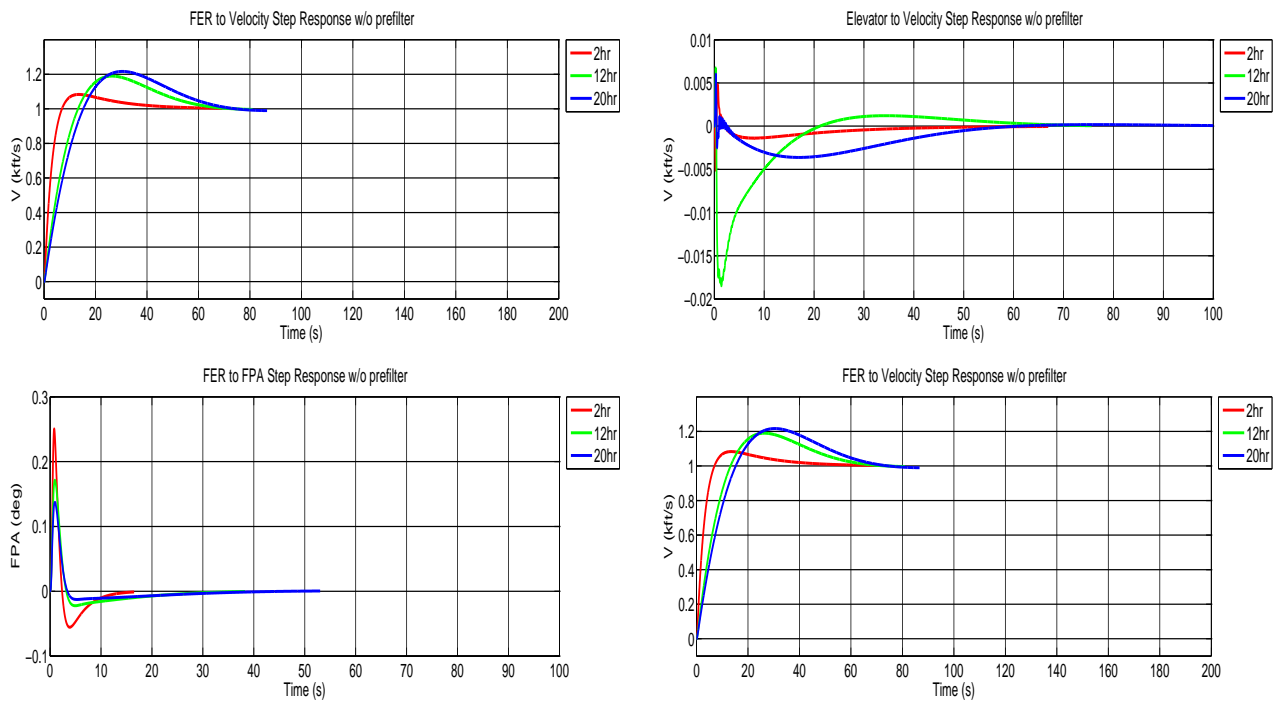 FER to Velocity Step Response w/o prefilter
1.2
1
0.8
0.6
0.4
0.2
0
V (kft/s)
0 20 40 60 80 100 120 140 160 180 200
Time (s)
2hr
12hr
20hr
Elevator to Velocity Step Response w/o prefilter
0.01
0.005
0
−0.005
−0.01
−0.015
−0.02
V (kft/s)
0 10 20 30 40 50 60 70 80 90 100
Time (s)
2hr
12hr
20hr
FER to FPA Step Response w/o prefilter
0.3
0.2
0.1
0
−0.1
FPA (deg)
0 10 20 30 40 50 60 70 80 90 100
Time (s)
2hr
12hr
20hr
FER to Velocity Step Response w/o prefilter
1.2
1
0.8
0.6
0.4
0.2
0
V (kft/s)
0 20 40 60 80 100 120 140 160 180 200
Time (s)
2hr
12hr
20hr